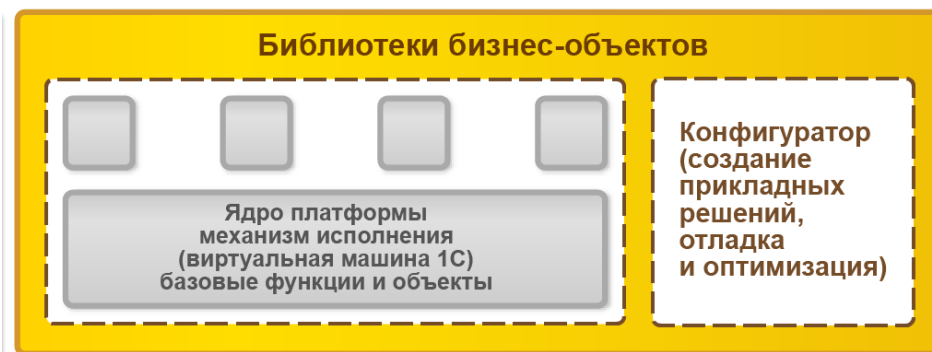 Библиотеки бизнес-объектов
Ядро платформы
механизм исполнения
(виртуальная машина 1С)
базовые функции и объекты
Конфигуратор
(создание
прикладных
решений,
отладка
и оптимизация)